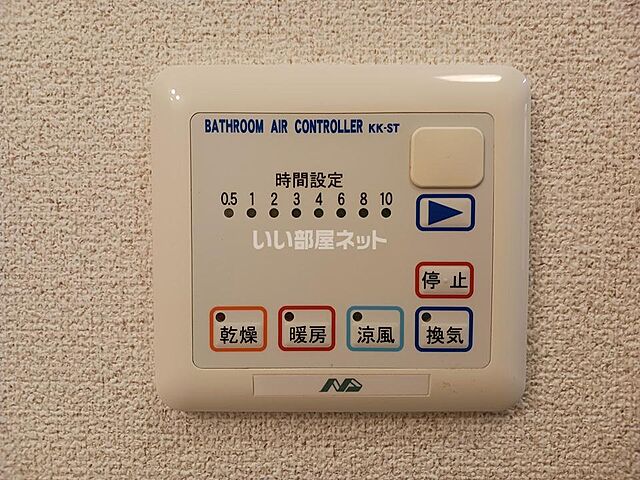 BATHROOM AIR CONTROLLER KK-ST
時間設定
0.5 1 2 3 4 6 8 10
いい部屋ネット
停止
乾燥 暖房 涼風 換気